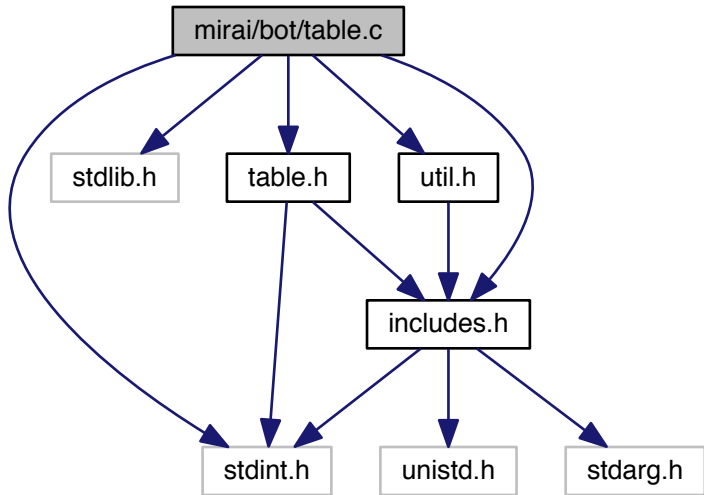 mirai/bot/table.c
stdlib.h
table.h
util.h
includes.h
stdint.h
unistd.h
stdarg.h